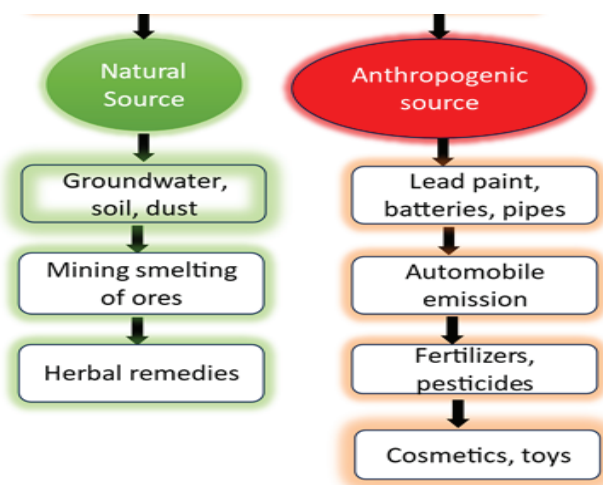 Natural
Source
Groundwater,
soil, dust
Mining smelting
of ores
Herbal remedies
Anthropogenic
source
Lead paint,
batteries, pipes
Automobile
emission
Fertilizers,
pesticides
Cosmetics, toys